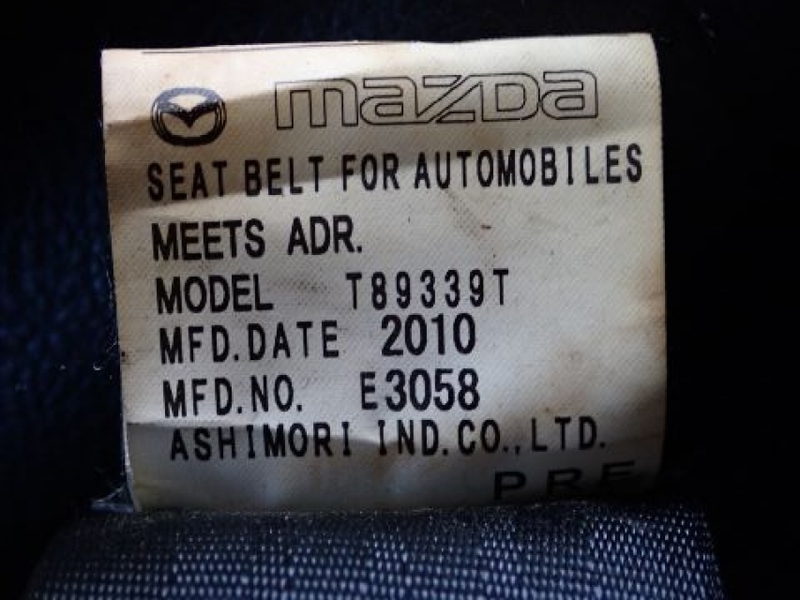 mazda
SEAT BELT FOR AUTOMOBILES
MEETS ADR.
MODEL T89339T
MFD.DATE 2010
MFD.NO. E3058
ASHIMORI IND.CO.,LTD.
PRE